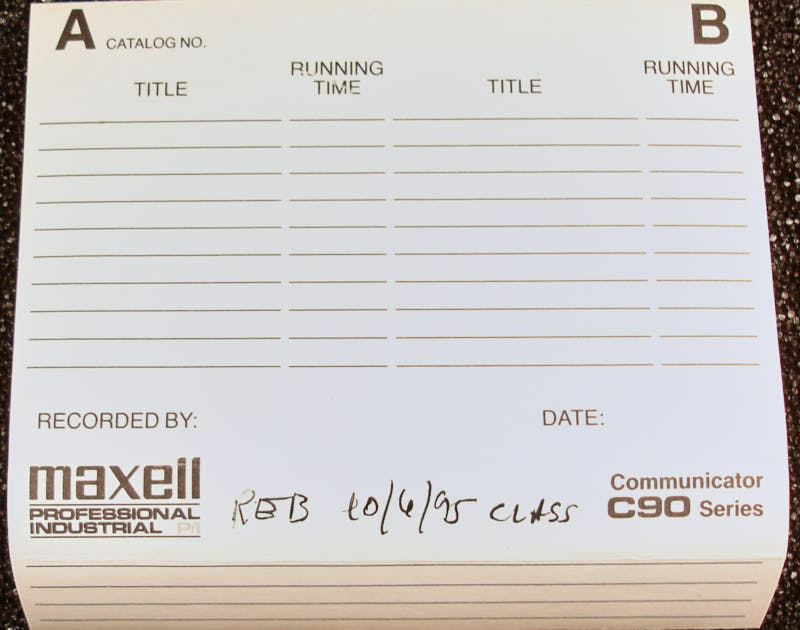 A CATALOG NO. B
TITLE RUNNING TIME TITLE RUNNING TIME
RECORDED BY: DATE:
maxell
PROFESSIONAL
INDUSTRIAL P/I
REB 10/6/95 CLASS
Communicator
C90 Series